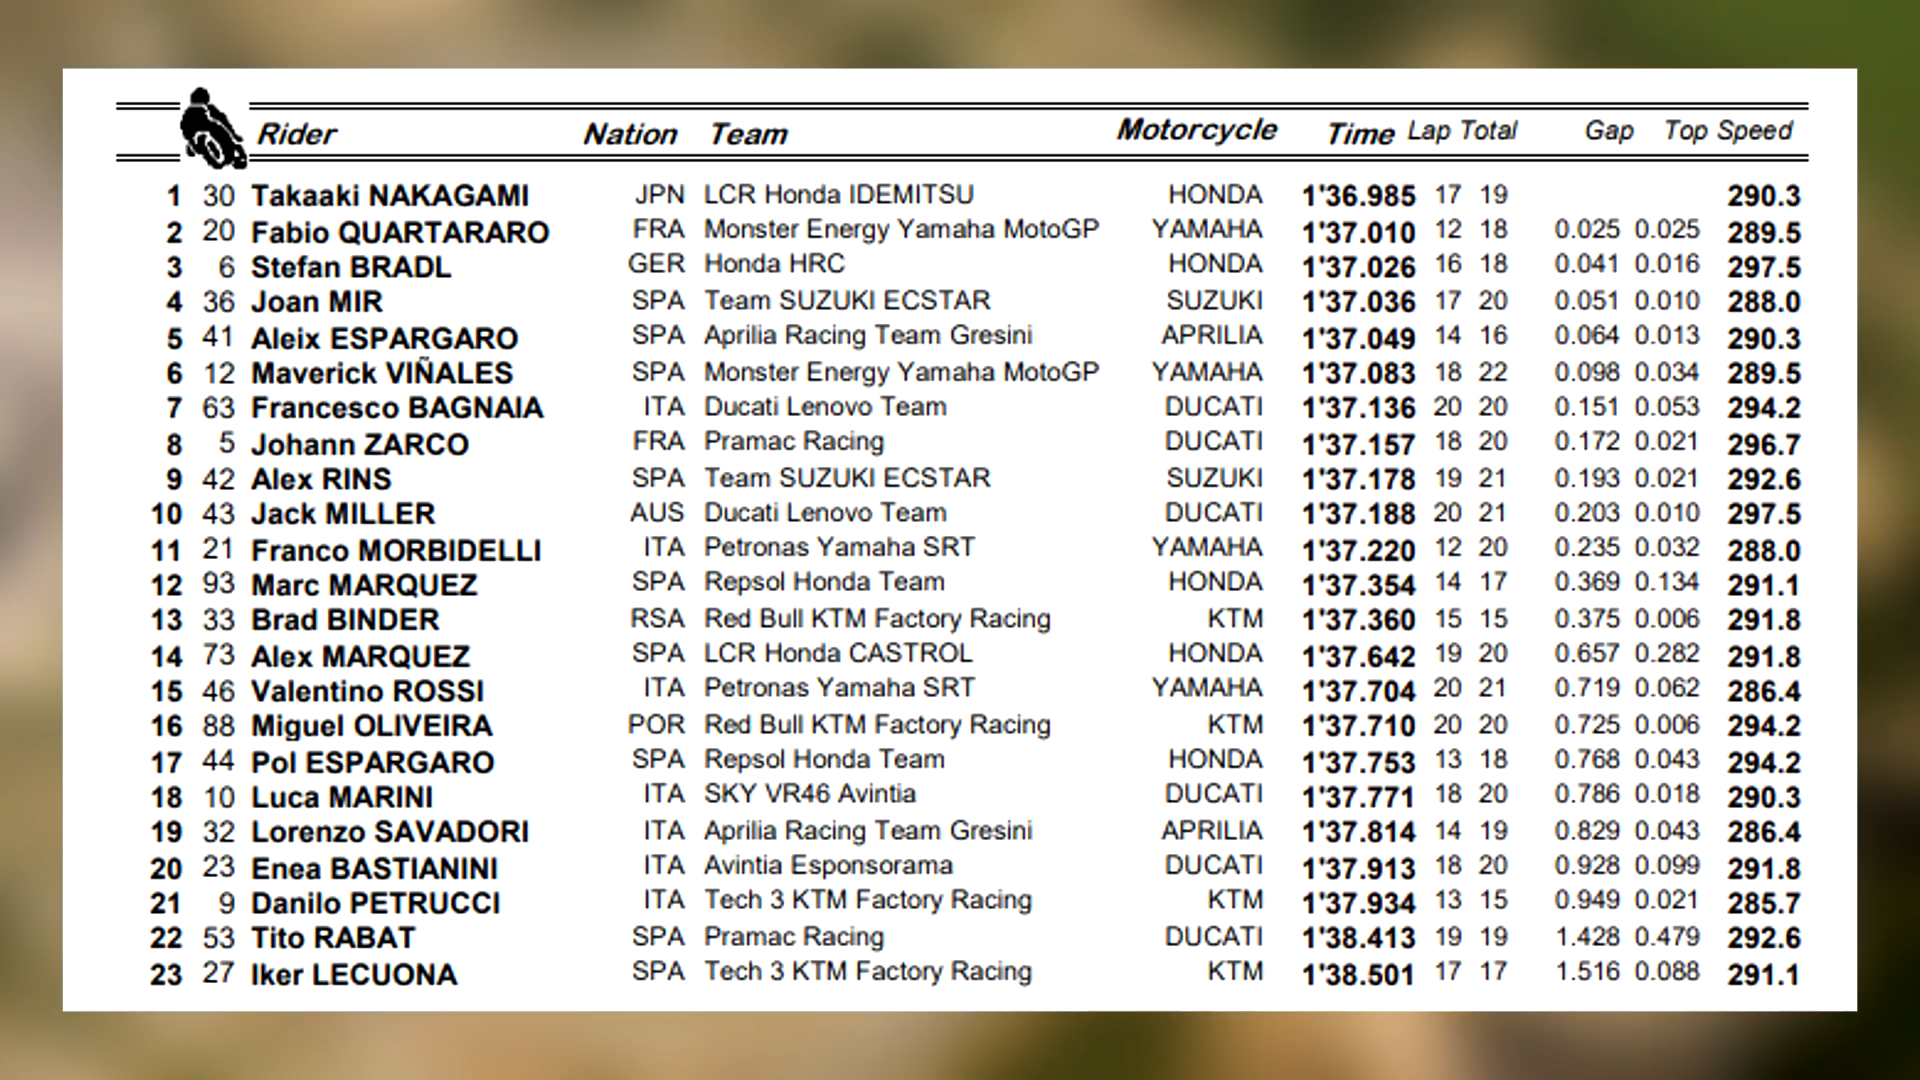 Rider Nation Team Motorcycle Time Lap Total Gap Top Speed
1 30 Takaaki NAKAGAMI JPN LCR Honda IDEMITSU HONDA 1'36.985 17 19 290.3
2 20 Fabio QUARTARARO FRA Monster Energy Yamaha MotoGP YAMAHA 1'37.010 12 18 0.025 0.025 289.5
3 6 Stefan BRADL GER Honda HRC HONDA 1'37.026 16 18 0.041 0.016 297.5
4 36 Joan MIR SPA Team SUZUKI ECSTAR SUZUKI 1'37.036 17 20 0.051 0.010 288.0
5 41 Aleix ESPARGARO SPA Aprilia Racing Team Gresini APRILIA 1'37.049 14 16 0.064 0.013 290.3
6 12 Maverick VIÑALES SPA Monster Energy Yamaha MotoGP YAMAHA 1'37.083 18 22 0.098 0.034 289.5
7 63 Francesco BAGNAIA ITA Ducati Lenovo Team DUCATI 1'37.136 20 20 0.151 0.053 294.2
8 5 Johann ZARCO FRA Pramac Racing DUCATI 1'37.157 18 20 0.172 0.021 296.7
9 42 Alex RINS SPA Team SUZUKI ECSTAR SUZUKI 1'37.178 19 21 0.193 0.021 292.6
10 43 Jack MILLER AUS Ducati Lenovo Team DUCATI 1'37.188 20 21 0.203 0.010 297.5
11 21 Franco MORBIDELLI ITA Petronas Yamaha SRT YAMAHA 1'37.220 12 20 0.235 0.032 288.0
12 93 Marc MARQUEZ SPA Repsol Honda Team HONDA 1'37.354 14 17 0.369 0.134 291.1
13 33 Brad BINDER RSA Red Bull KTM Factory Racing KTM 1'37.360 15 15 0.375 0.006 291.8
14 73 Alex MARQUEZ SPA LCR Honda CASTROL HONDA 1'37.642 19 20 0.657 0.282 291.8
15 46 Valentino ROSSI ITA Petronas Yamaha SRT YAMAHA 1'37.704 20 21 0.719 0.062 286.4
16 88 Miguel OLIVEIRA POR Red Bull KTM Factory Racing KTM 1'37.710 20 20 0.725 0.006 294.2
17 44 Pol ESPARGARO SPA Repsol Honda Team HONDA 1'37.753 13 18 0.768 0.043 294.2
18 10 Luca MARINI ITA SKY VR46 Avintia DUCATI 1'37.771 18 20 0.786 0.018 290.3
19 32 Lorenzo SAVADORI ITA Aprilia Racing Team Gresini APRILIA 1'37.814 14 19 0.829 0.043 286.4
20 23 Enea BASTIANINI ITA Avintia Esponsorama DUCATI 1'37.913 18 20 0.928 0.099 291.8
21 9 Danilo PETRUCCI ITA Tech 3 KTM Factory Racing KTM 1'37.934 13 15 0.949 0.021 285.7
22 53 Tito RABAT SPA Pramac Racing DUCATI 1'38.413 19 19 1.428 0.479 292.6
23 27 Iker LECUONA SPA Tech 3 KTM Factory Racing KTM 1'38.501 17 17 1.516 0.088 291.1